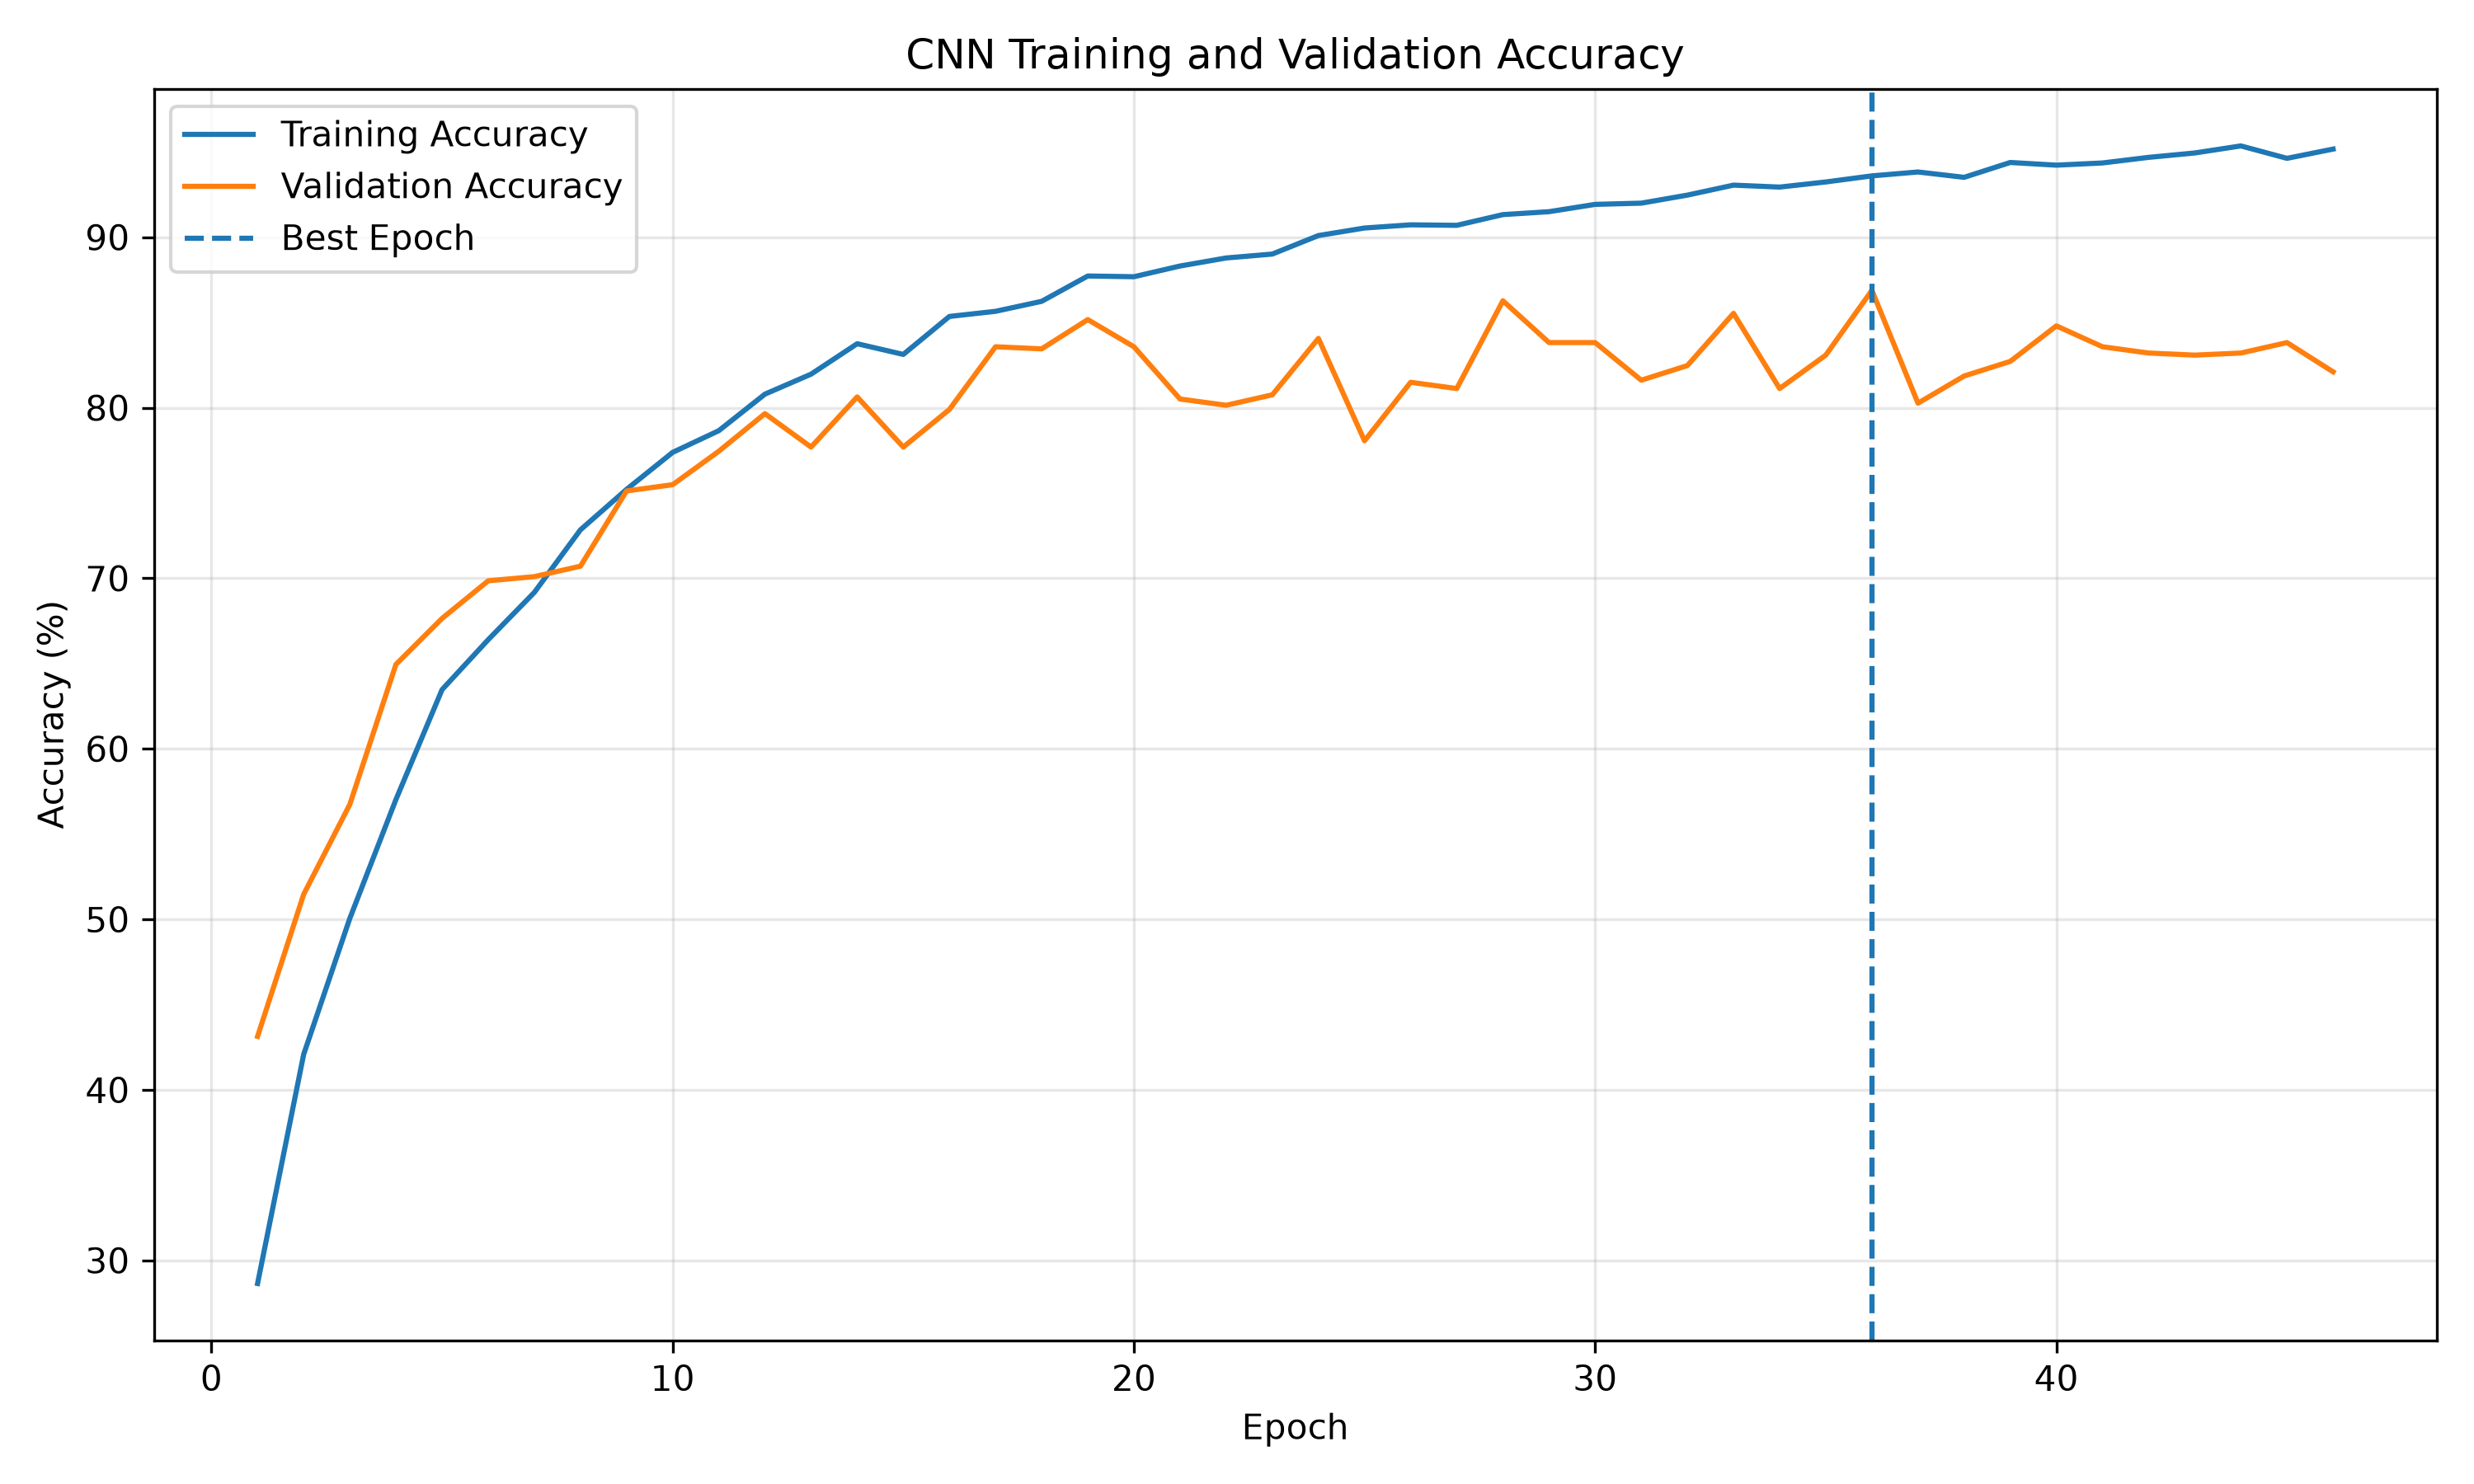 CNN Training and Validation Accuracy
Training Accuracy
Validation Accuracy
Best Epoch
90
80
70
60
50
40
30
Accuracy (%)
0 10 20 30 40
Epoch